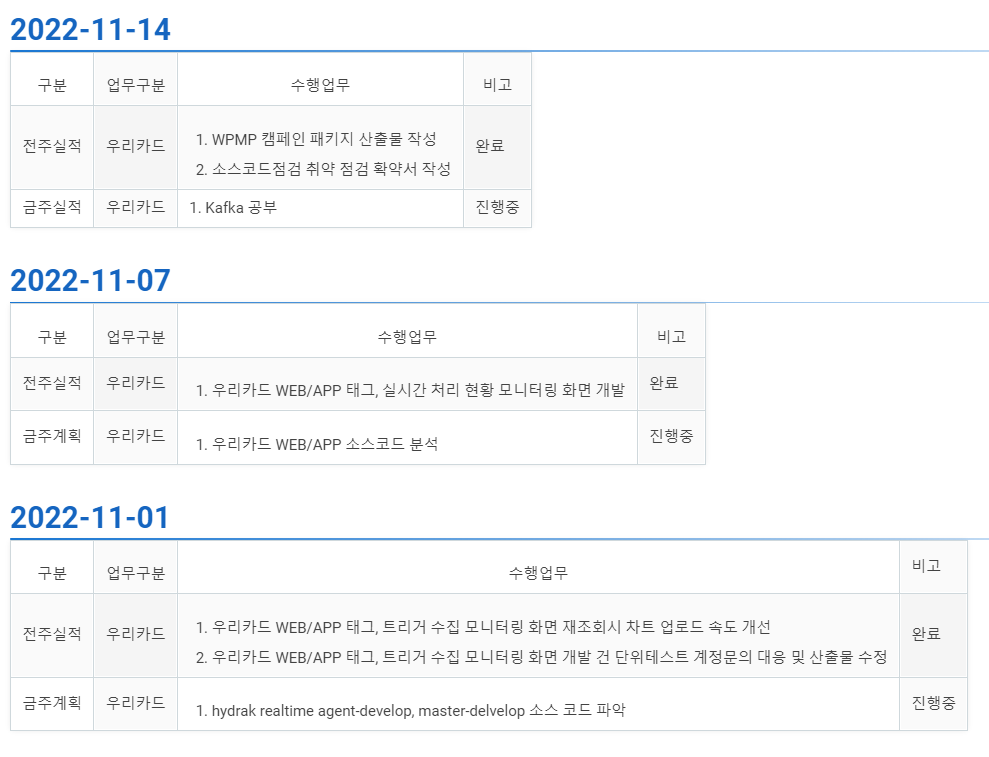 2022-11-14
구분 업무구분 수행업무 비고
전주실적 우리카드 1. WPMP 캠페인 패키지 산출물 작성 완료
2. 소스코드점검 취약 점검 확약서 작성
금주실적 우리카드 1. Kafka 공부 진행중
2022-11-07
구분 업무구분 수행업무 비고
전주실적 우리카드 1. 우리카드 WEB/APP 태그, 실시간 처리 현황 모니터링 화면 개발 완료
금주계획 우리카드 1. 우리카드 WEB/APP 소스코드 분석 진행중
2022-11-01
구분 업무구분 수행업무 비고
전주실적 우리카드 1. 우리카드 WEB/APP 태그, 트리거 수집 모니터링 화면 재조회시 차트 업로드 속도 개선 완료
2. 우리카드 WEB/APP 태그, 트리거 수집 모니터링 화면 개발 건 단위테스트 계정문의 대응 및 산출물 수정
금주계획 우리카드 1. hydrak realtime agent-develop, master-delvelop 소스 코드 파악 진행중